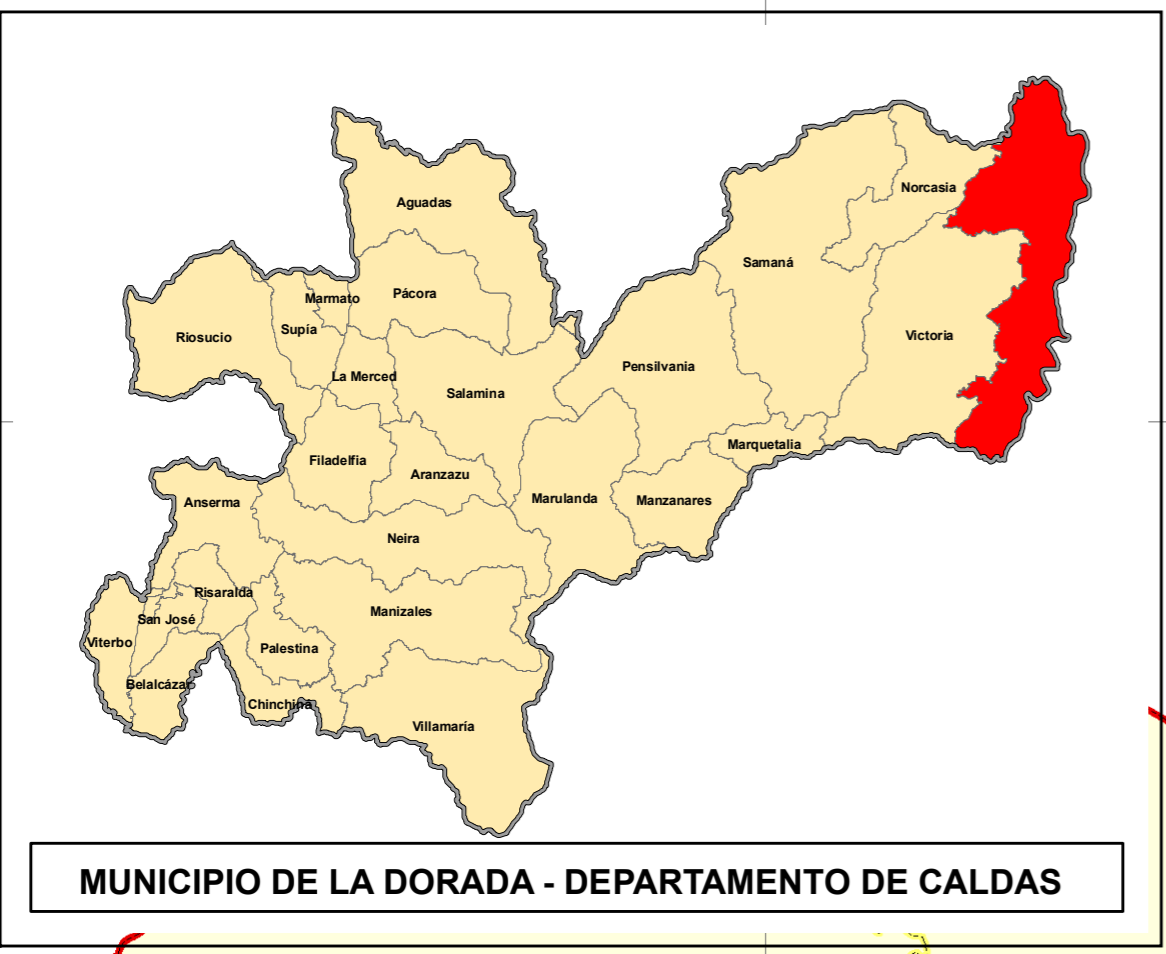 Aguadas
Norcasia
Samaná
Pácora
Marmato
Supía
Riosucio
Victoria
Pensilvania
La Merced
Salamina
Marquetalia
Filadelfia
Aranzazu
Marulanda
Manzanares
Anserma
Neira
Risaralda
Manizales
San José
Viterbo
Palestina
Belalcázar
Chinchiná
Villamaría
MUNICIPIO DE LA DORADA - DEPARTAMENTO DE CALDAS